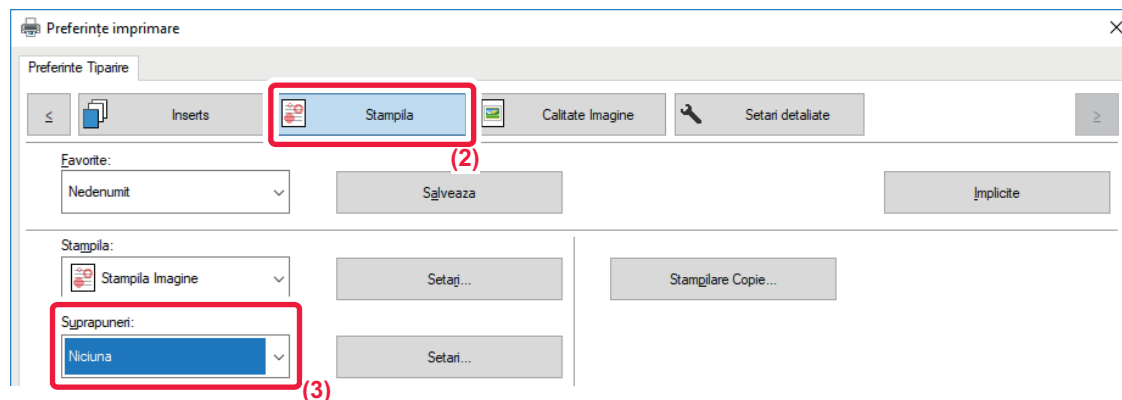 Preferințe imprimare
Preferinte Tiparire
< Inserts Stampila Calitate Imagine Setari detaliate >
(2)
Favorite:
Nedenumit Salveaza Implicite
Stampila:
Stampila Imagine Setari... Stampilare Copie...
Suprapuneri:
Niciuna Setari...
(3)